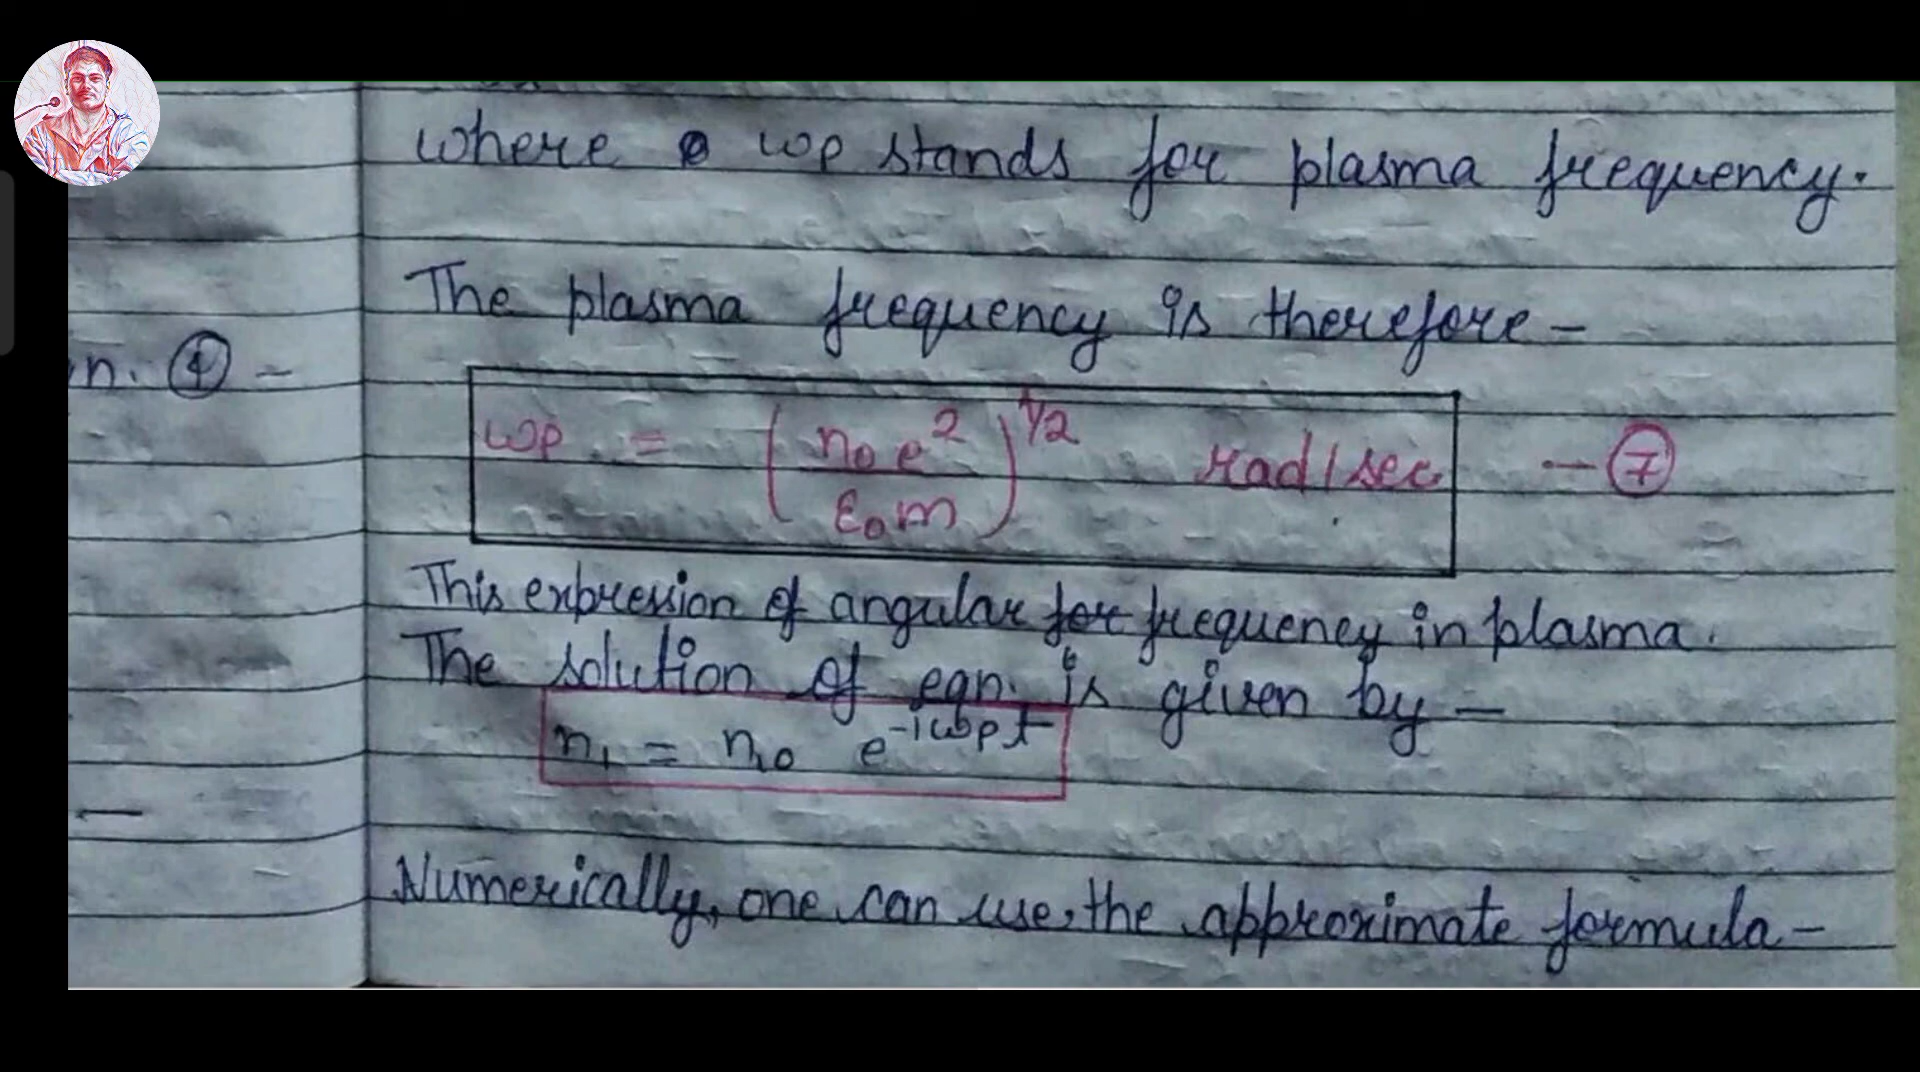 where wp stands for plasma frequency.
The plasma frequency is therefore –
n. ④ –
ωp = (n₀e² / ε₀m)^1/2 rad/sec – ⑦
This expression of angular for frequency in plasma.
The solution of eqn. is given by –
n₁ = n₁₀ e^-iωpt
Numerically, one can use, the approximate formula –